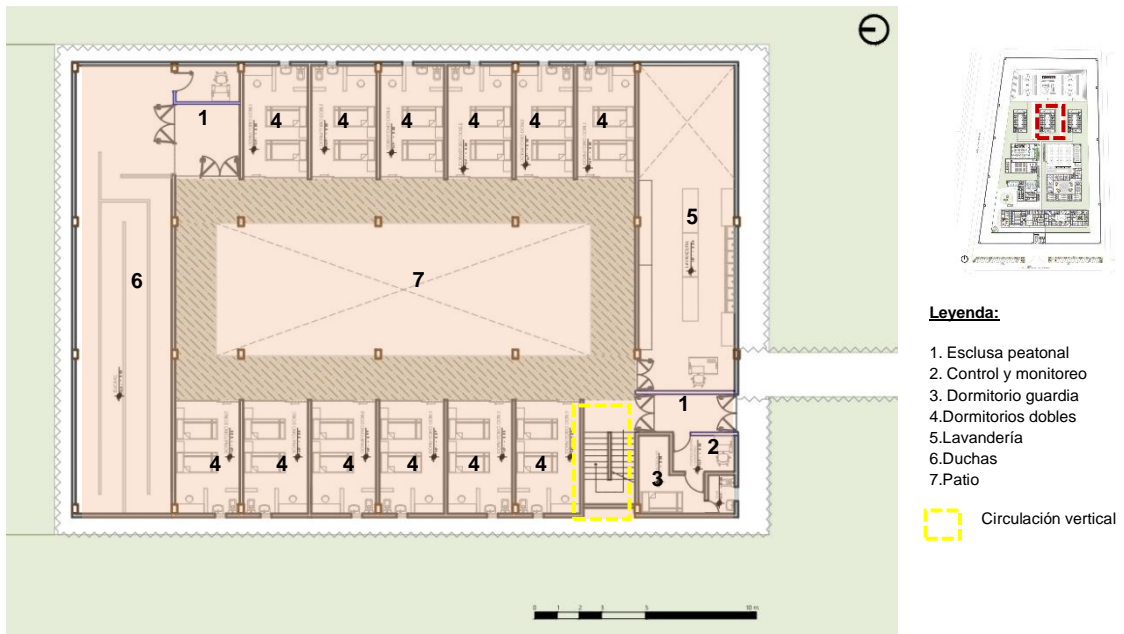 1
4
4
4
4
4
4
5
6
7
1
2
3
4
4
4
4
4
4
0 1 2 3 5 10 m
Leyenda:
1. Esclusa peatonal
2. Control y monitoreo
3. Dormitorio guardia
4.Dormitorios dobles
5.Lavandería
6.Duchas
7.Patio
Circulación vertical